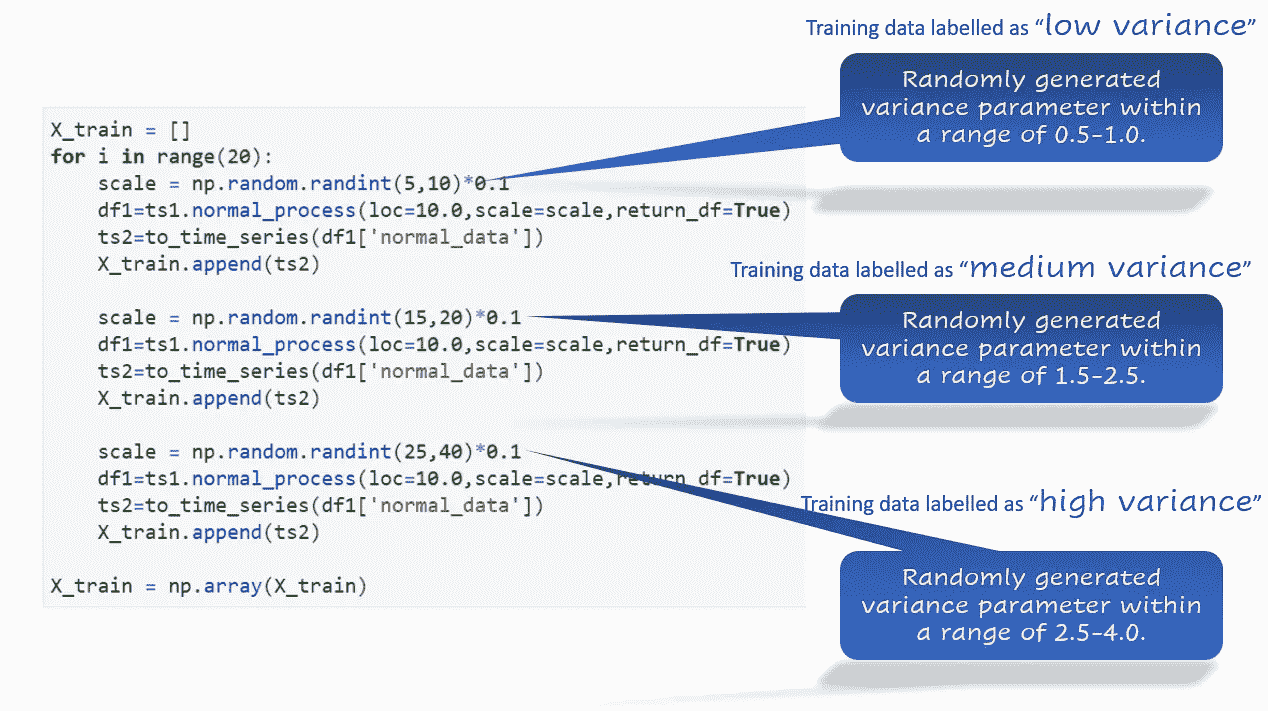 Training data labelled as “low variance”
Randomly generated
variance parameter within
a range of 0.5-1.0.
X_train = []
for i in range(20):
    scale = np.random.randint(5,10)*0.1
    df1=ts1.normal_process(loc=10.0,scale=scale,return_df=True)
    ts2=to_time_series(df1['normal_data'])
    X_train.append(ts2)
Training data labelled as “medium variance”
Randomly generated
variance parameter within
a range of 1.5-2.5.
    scale = np.random.randint(15,20)*0.1
    df1=ts1.normal_process(loc=10.0,scale=scale,return_df=True)
    ts2=to_time_series(df1['normal_data'])
    X_train.append(ts2)
    scale = np.random.randint(25,40)*0.1
    df1=ts1.normal_process(loc=10.0,scale=scale,return_df=True)
    ts2=to_time_series(df1['normal_data'])
    X_train.append(ts2)
Training data labelled as “high variance”
Randomly generated
variance parameter within
a range of 2.5-4.0.
X_train = np.array(X_train)